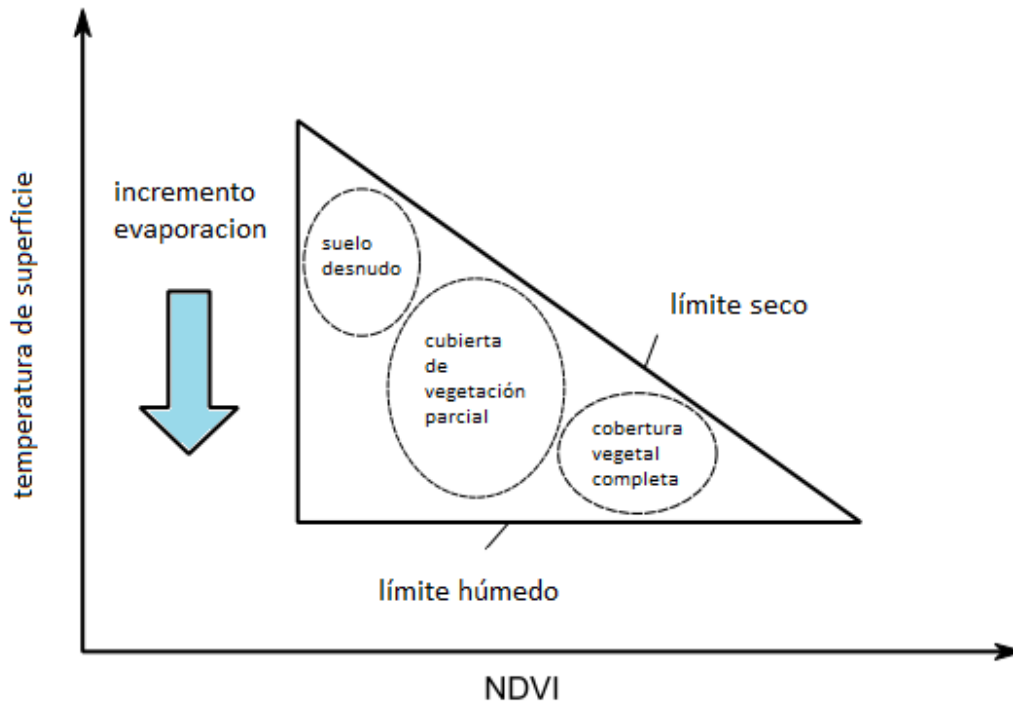 temperatura de superficie
incremento
evaporacion
suelo
desnudo
cubierta
de
vegetación
parcial
cobertura
vegetal
completa
límite seco
límite húmedo
NDVI